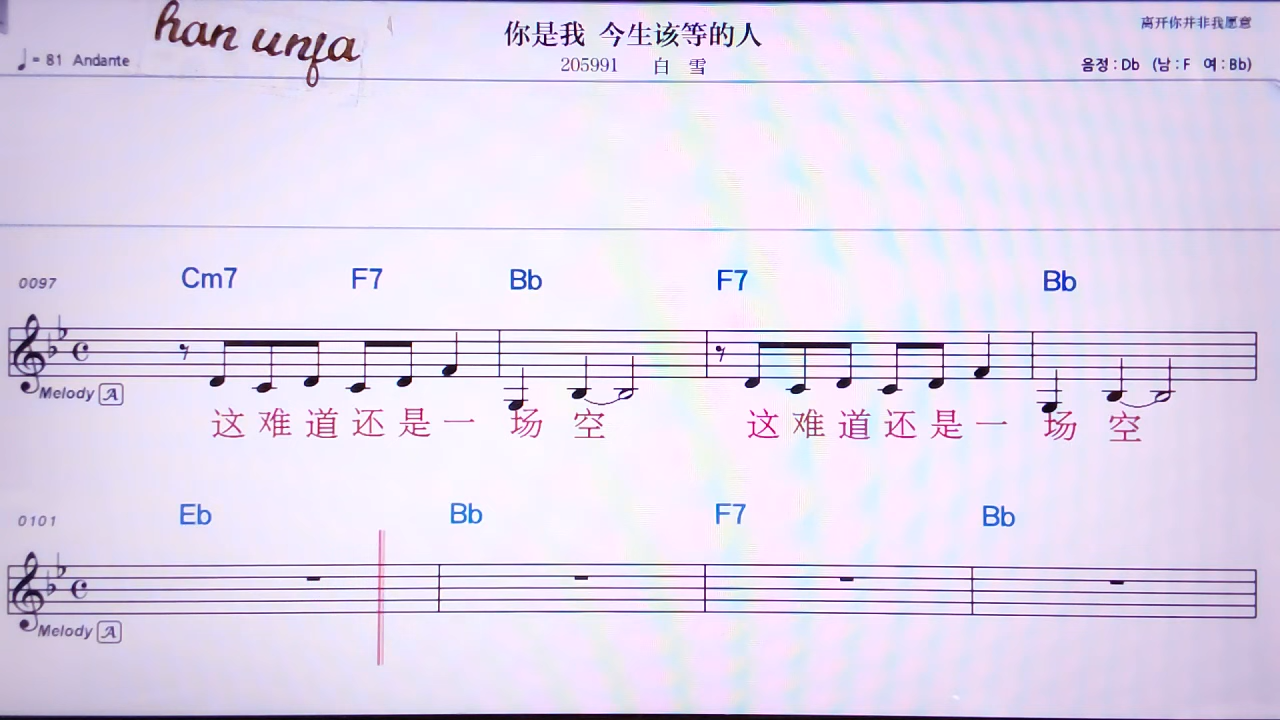 han unfa
你是我 今生该等的人
离开你并非我愿意
♩= 81 Andante
205991 白 雪
음정 : Db (남 : F 여 : Bb)
0097 Cm7 F7 Bb F7 Bb
Melody A
这 难 道 还 是 一 场 空 这 难 道 还 是 一 场 空
0101 Eb Bb F7 Bb
Melody A